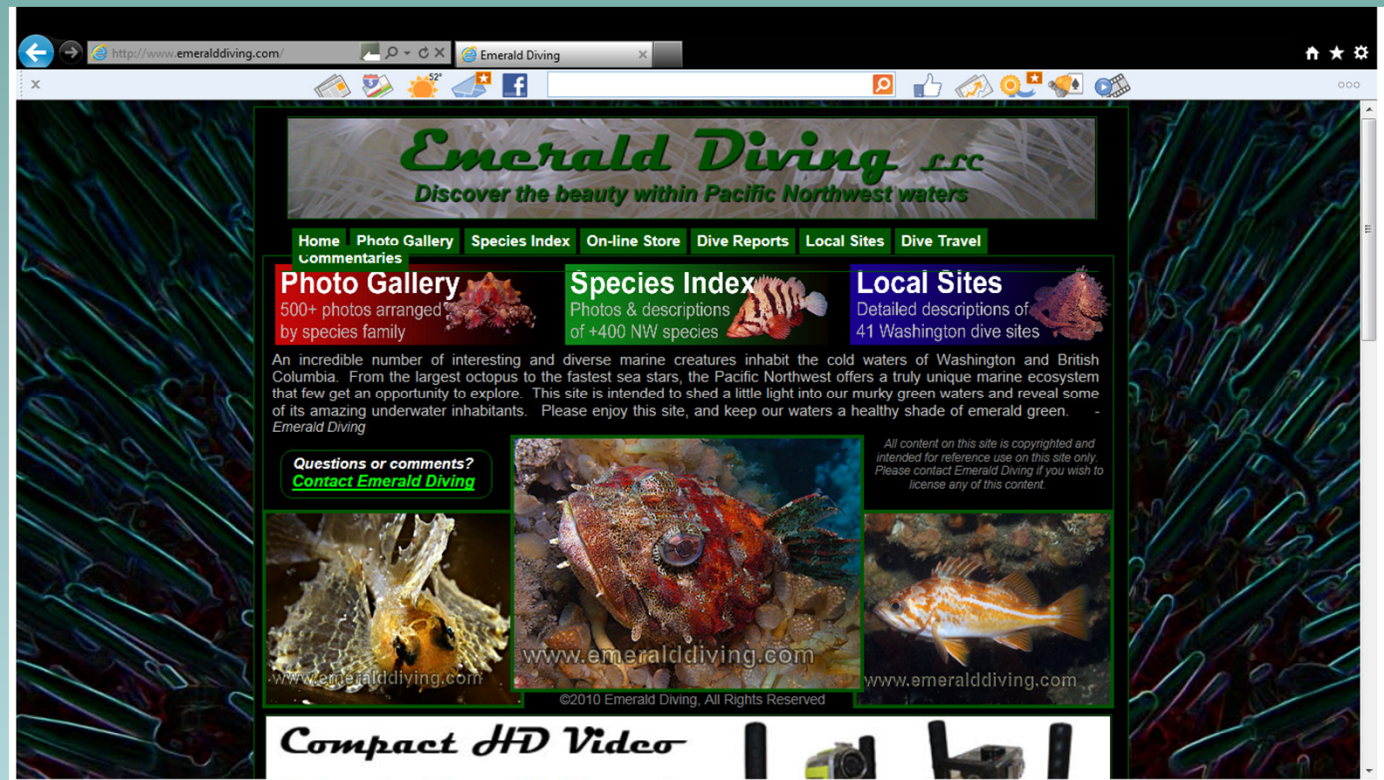 http://www.emeralddiving.com/
Emerald Diving
52°
Emerald Diving LLC
Discover the beauty within Pacific Northwest waters
Home Photo Gallery Species Index On-line Store Dive Reports Local Sites Dive Travel
Commentaries
Photo Gallery
500+ photos arranged
by species family
Species Index
Photos & descriptions
of +400 NW species
Local Sites
Detailed descriptions of
41 Washington dive sites
An incredible number of interesting and diverse marine creatures inhabit the cold waters of Washington and British
Columbia. From the largest octopus to the fastest sea stars, the Pacific Northwest offers a truly unique marine ecosystem
that few get an opportunity to explore. This site is intended to shed a little light into our murky green waters and reveal some
of its amazing underwater inhabitants. Please enjoy this site, and keep our waters a healthy shade of emerald green. -
Emerald Diving
Questions or comments?
Contact Emerald Diving
All content on this site is copyrighted and
intended for reference use on this site only.
Please contact Emerald Diving if you wish to
license any of this content.
www.emeralddiving.com
www.emeralddiving.com
www.emeralddiving.com
©2010 Emerald Diving, All Rights Reserved
Compact HD Video